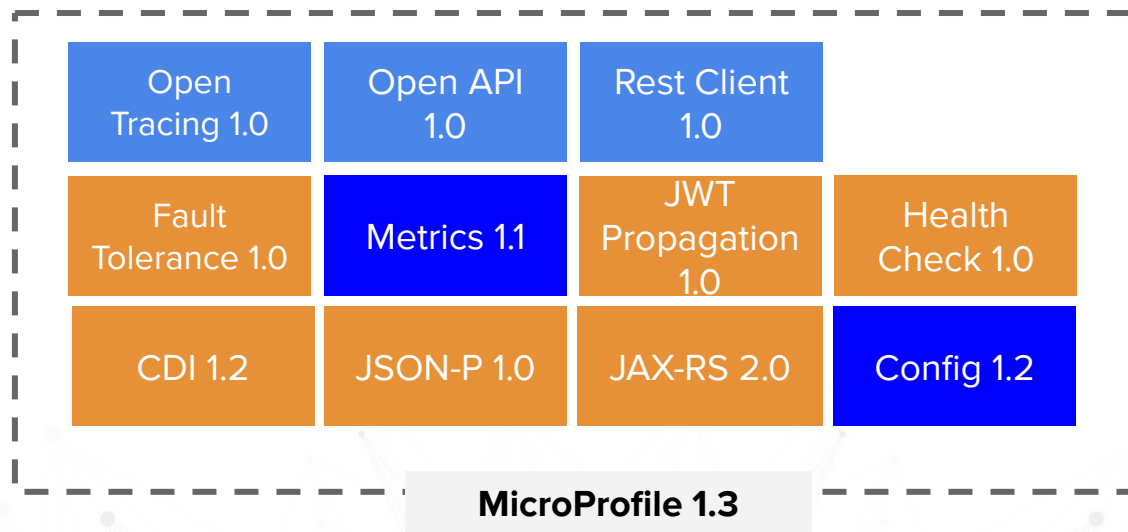 Open
Tracing 1.0
Open API
1.0
Rest Client
1.0
Fault
Tolerance 1.0
Metrics 1.1
JWT
Propagation
1.0
Health
Check 1.0
CDI 1.2
JSON-P 1.0
JAX-RS 2.0
Config 1.2
MicroProfile 1.3